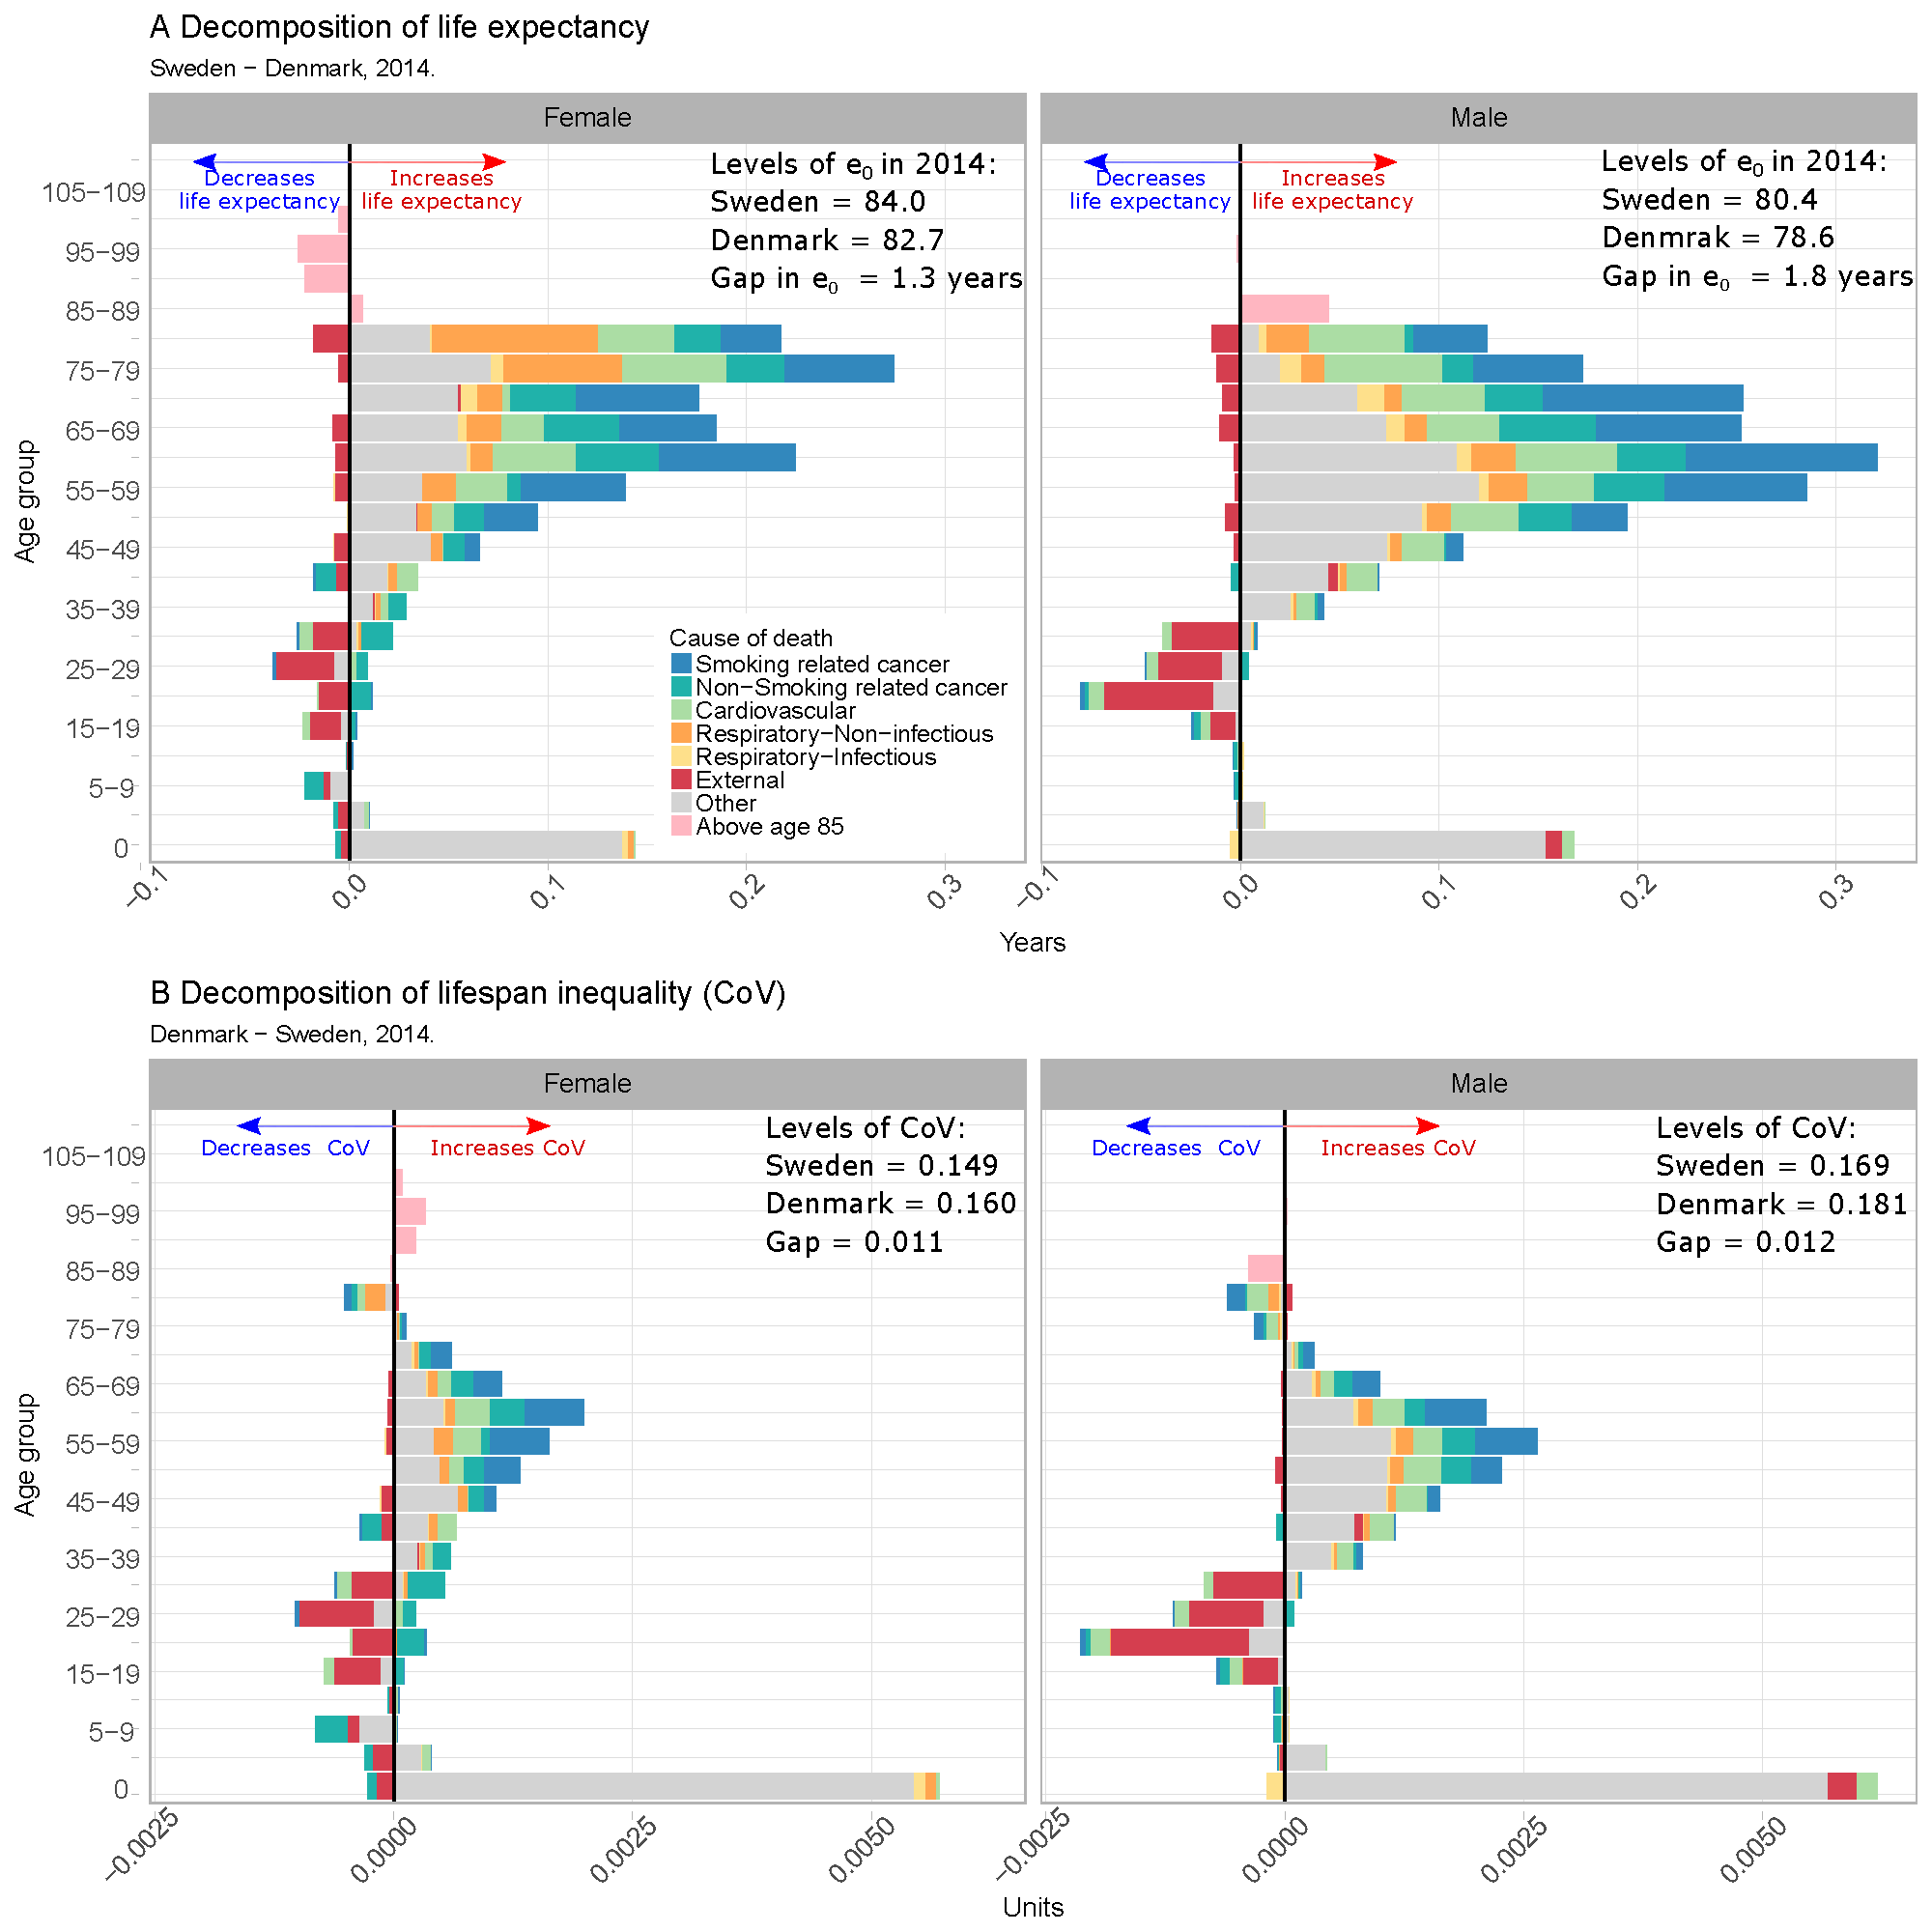 A Decomposition of life expectancy
Sweden − Denmark, 2014.
Female
Male
Decreases
life expectancy
Increases
life expectancy
Levels of e0 in 2014:
Sweden = 84.0
Denmark = 82.7
Gap in e0 = 1.3 years
Decreases
life expectancy
Increases
life expectancy
Levels of e0 in 2014:
Sweden = 80.4
Denmrak = 78.6
Gap in e0 = 1.8 years
Age group
105−109
95−99
85−89
75−79
65−69
55−59
45−49
35−39
25−29
15−19
5−9
0
Cause of death
Smoking related cancer
Non−Smoking related cancer
Cardiovascular
Respiratory−Non−infectious
Respiratory−Infectious
External
Other
Above age 85
−0.1 0.0 0.1 0.2 0.3
−0.1 0.0 0.1 0.2 0.3
Years
B Decomposition of lifespan inequality (CoV)
Denmark − Sweden, 2014.
Female
Male
Decreases CoV
Increases CoV
Levels of CoV:
Sweden = 0.149
Denmark = 0.160
Gap = 0.011
Decreases CoV
Increases CoV
Levels of CoV:
Sweden = 0.169
Denmark = 0.181
Gap = 0.012
Age group
105−109
95−99
85−89
75−79
65−69
55−59
45−49
35−39
25−29
15−19
5−9
0
−0.0025 0.0000 0.0025 0.0050
−0.0025 0.0000 0.0025 0.0050
Units